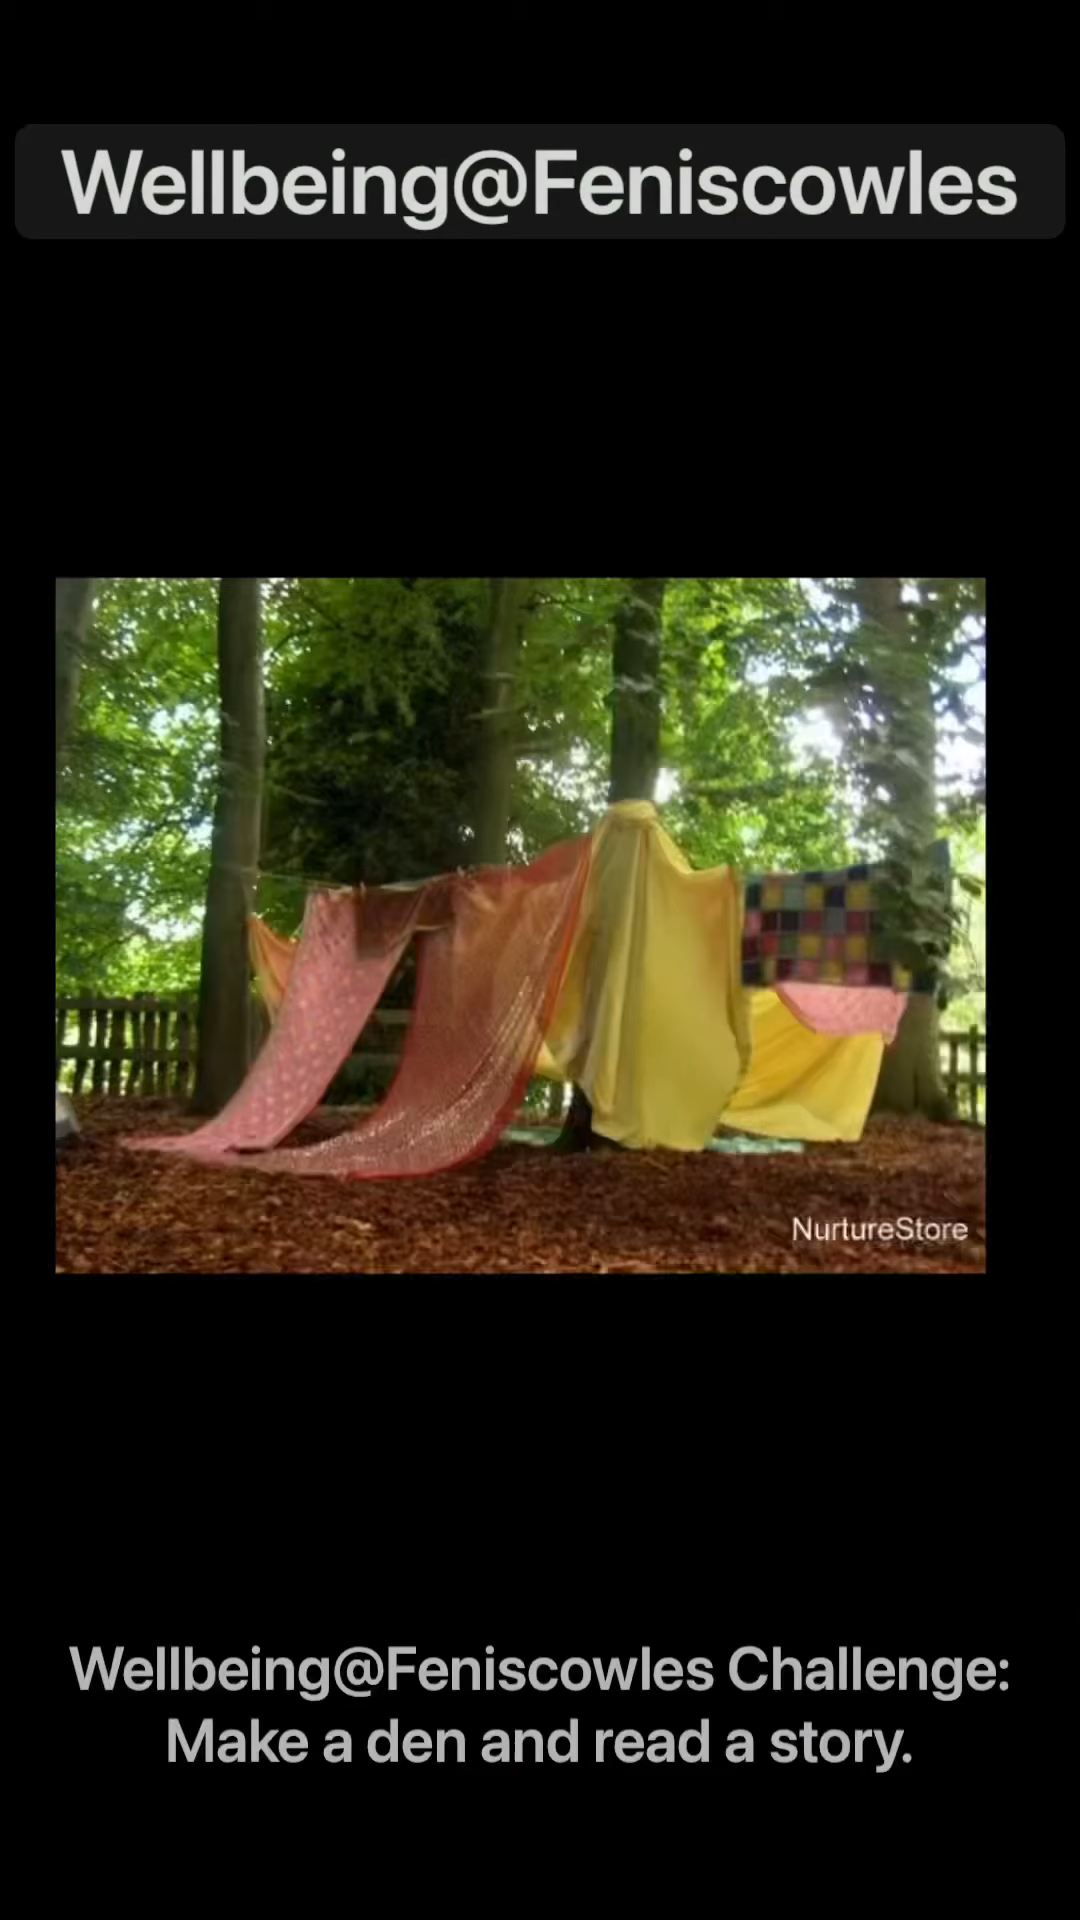 Wellbeing@Feniscowles
NurtureStore
Wellbeing@Feniscowles Challenge:
Make a den and read a story.